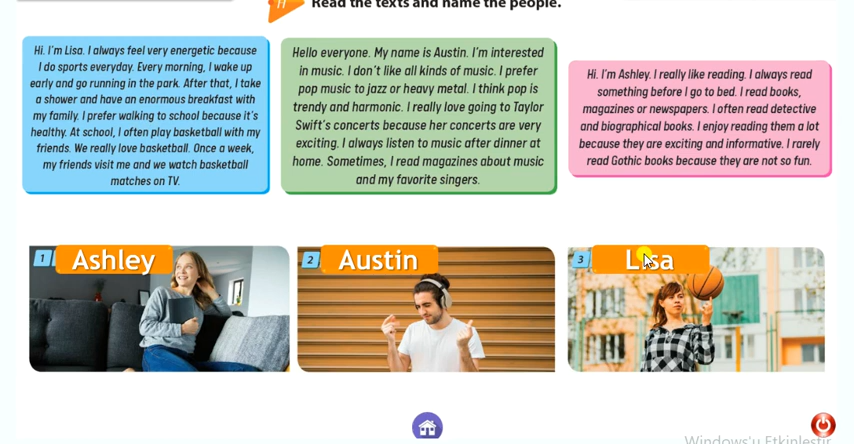 H Read the texts and name the people.
Hi. I'm Lisa. I always feel very energetic because
I do sports everyday. Every morning, I wake up
early and go running in the park. After that, I take
a shower and have an enormous breakfast with
my family. I prefer walking to school because it's
healthy. At school, I often play basketball with my
friends. We really love basketball. Once a week,
my friends visit me and we watch basketball
matches on TV.
Hello everyone. My name is Austin. I'm interested
in music. I don't like all kinds of music. I prefer
pop music to jazz or heavy metal. I think pop is
trendy and harmonic. I really love going to Taylor
Swift's concerts because her concerts are very
exciting. I always listen to music after dinner at
home. Sometimes, I read magazines about music
and my favorite singers.
Hi. I'm Ashley. I really like reading. I always read
something before I go to bed. I read books,
magazines or newspapers. I often read detective
and biographical books. I enjoy reading them a lot
because they are exciting and informative. I rarely
read Gothic books because they are not so fun.
1 Ashley
2 Austin
3 Lisa
Windows'u Etkinleştir